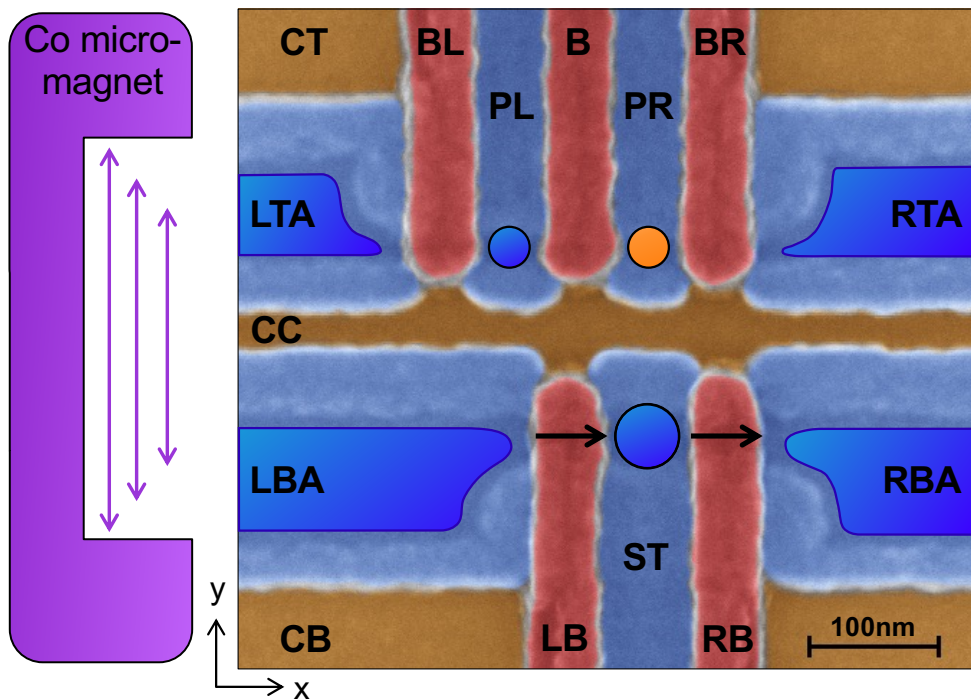 Co micro-
magnet
CT
BL
B
BR
PL
PR
LTA
RTA
CC
LBA
RBA
ST
CB
LB
RB
100nm
y
x